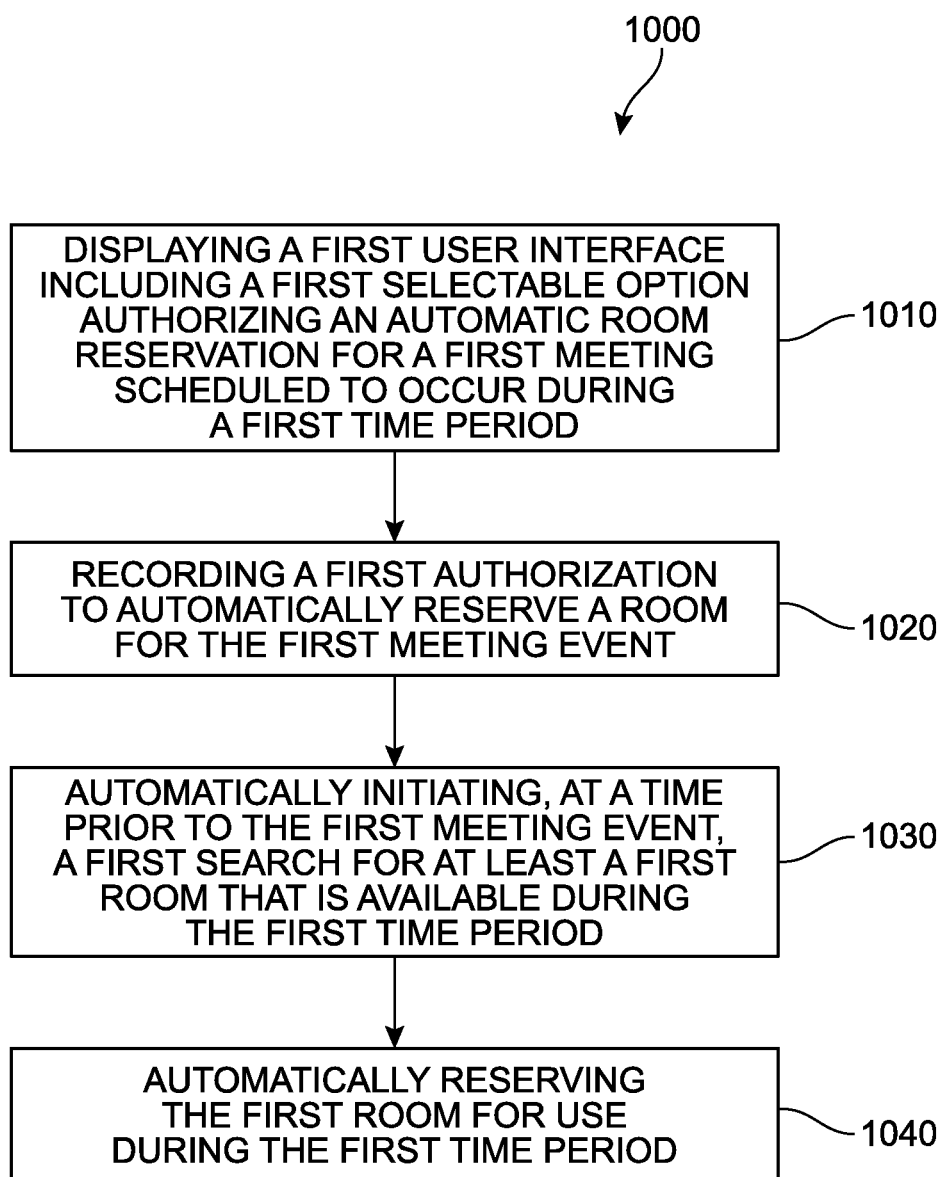 1000
DISPLAYING A FIRST USER INTERFACE
INCLUDING A FIRST SELECTABLE OPTION
AUTHORIZING AN AUTOMATIC ROOM
RESERVATION FOR A FIRST MEETING
SCHEDULED TO OCCUR DURING
A FIRST TIME PERIOD
1010
RECORDING A FIRST AUTHORIZATION
TO AUTOMATICALLY RESERVE A ROOM
FOR THE FIRST MEETING EVENT
1020
AUTOMATICALLY INITIATING, AT A TIME
PRIOR TO THE FIRST MEETING EVENT,
A FIRST SEARCH FOR AT LEAST A FIRST
ROOM THAT IS AVAILABLE DURING
THE FIRST TIME PERIOD
1030
AUTOMATICALLY RESERVING
THE FIRST ROOM FOR USE
DURING THE FIRST TIME PERIOD
1040